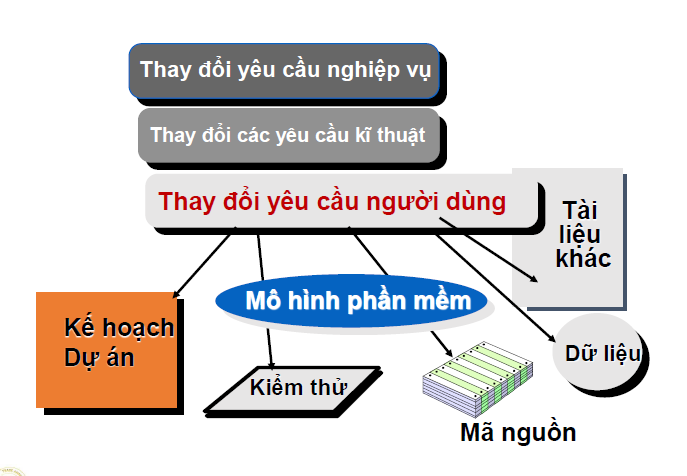 Thay đổi yêu cầu nghiệp vụ
Thay đổi các yêu cầu kĩ thuật
Thay đổi yêu cầu người dùng
Tài
liệu
khác
Mô hình phần mềm
Kế hoạch
Dự án
Dữ liệu
Kiểm thử
Mã nguồn